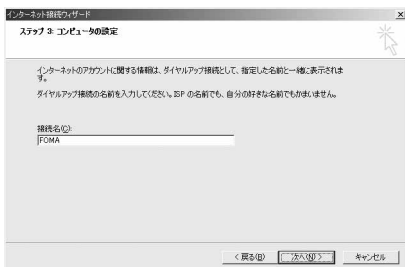 インターネット接続ウィザード
ステップ 3: コンピュータの設定
インターネットのアカウントに関する情報は、ダイヤルアップ接続として、指定した名前と一緒に表示されま
す。
ダイヤルアップ接続の名前を入力してください。ISP の名前でも、自分の好きな名前でもかまいません。
接続名(C):
FOMA
< 戻る(B)
次へ(N) >
キャンセル